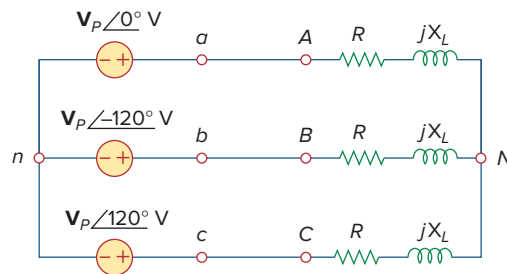 V_P∠0° V
a A R jX_L
V_P∠−120° V
n − + b B R jX_L N
V_P∠120° V
− + c C R jX_L